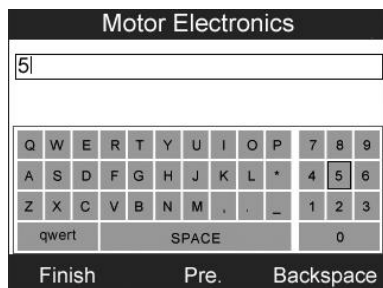 Motor Electronics
5
Q W E R T Y U I O P 7 8 9
A S D F G H J K L * 4 5 6
Z X C V B N M , . _ 1 2 3
qwert SPACE 0
Finish Pre. Backspace